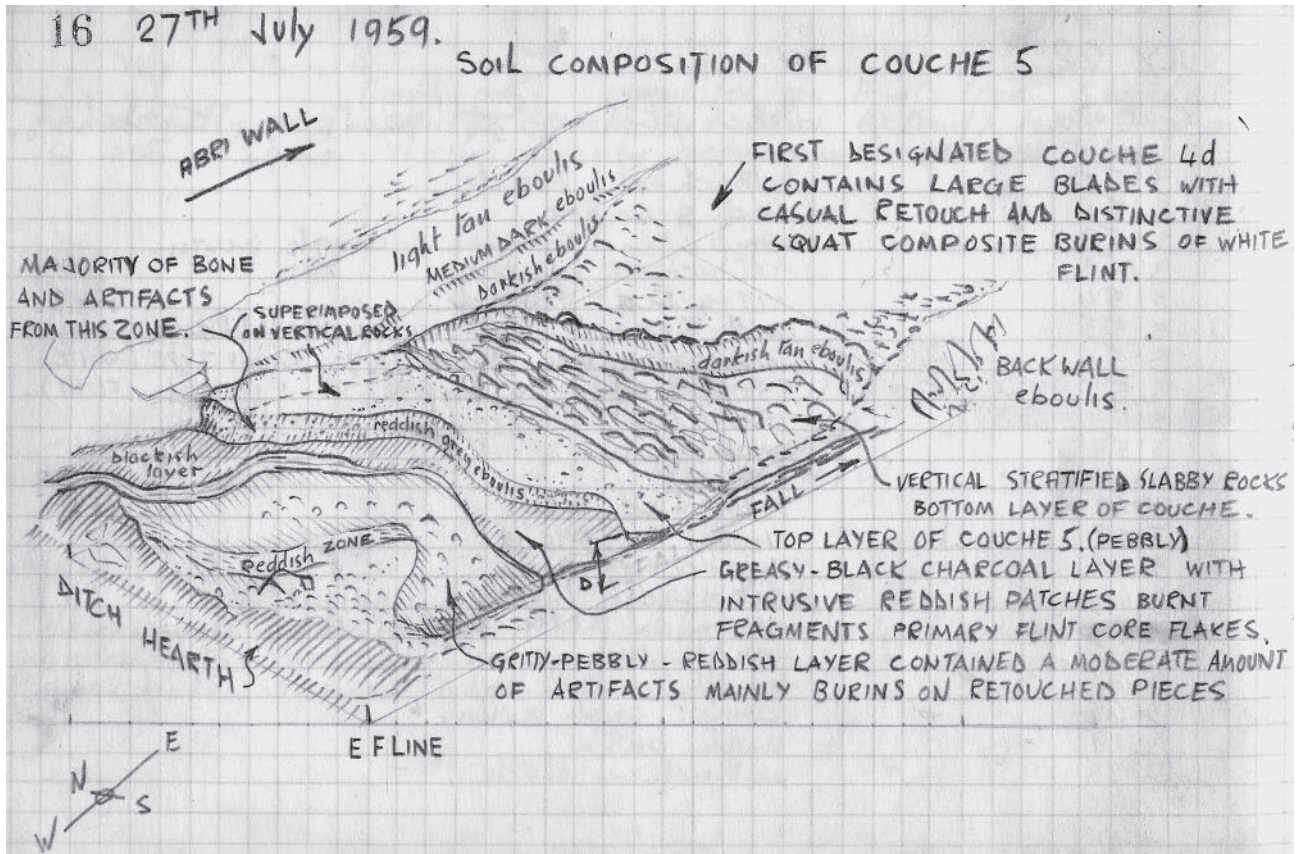 16 27TH July 1959.
SOIL COMPOSITION OF COUCHE 5
ABRI WALL
FIRST DESIGNATED COUCHE 4d
CONTAINS LARGE BLADES WITH
CASUAL RETOUCH AND DISTINCTIVE
SQUAT COMPOSITE BURINS OF WHITE
FLINT.
light tan eboulis
MEDIUM DARK eboulis
Darkish eboulis
MAJORITY OF BONE
AND ARTIFACTS
FROM THIS ZONE.
SUPERIMPOSED
ON VERTICAL ROCKS
darkish tan eboulis
BACK WALL
eboulis.
reddish grey eboulis
blackish
layer
VERTICAL STRATIFIED SLABBY ROCKS
BOTTOM LAYER OF COUCHE.
FALL
TOP LAYER OF COUCHE 5. (PEBBLY)
D
GREASY-BLACK CHARCOAL LAYER WITH
INTRUSIVE REDDISH PATCHES BURNT
FRAGMENTS PRIMARY FLINT CORE FLAKES.
Reddish ZONE
DITCH
HEARTHS
GRITTY-PEBBLY-REDDISH LAYER CONTAINED A MODERATE AMOUNT
OF ARTIFACTS MAINLY BURINS ON RETOUCHED PIECES
E F LINE
E
N
S
W